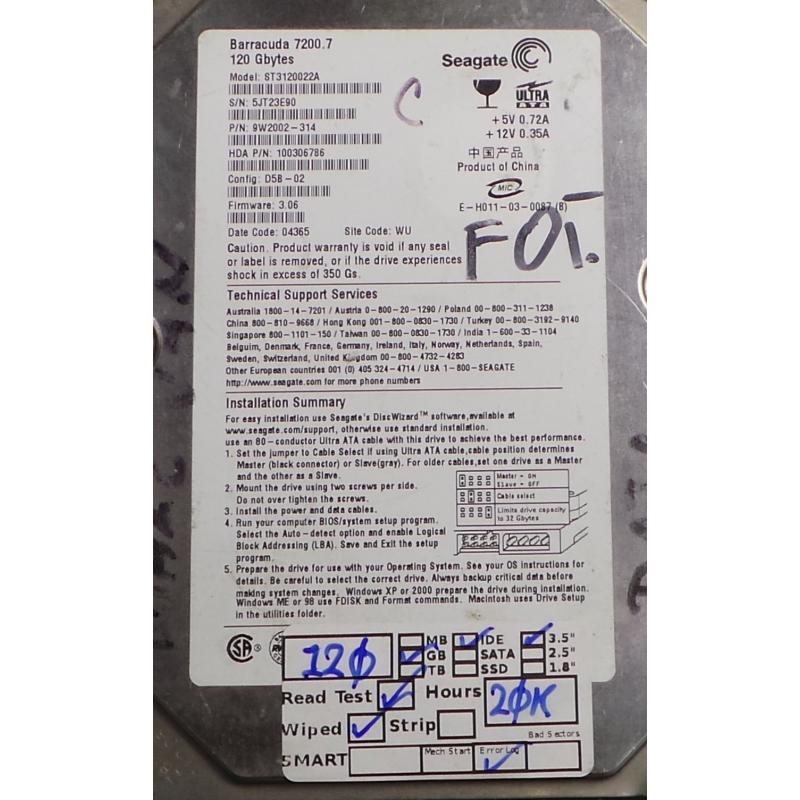 Barracuda 7200.7
120 Gbytes
Model: ST3120022A
S/N: 5JT23E90
P/N: 9W2002-314
HDA P/N: 100306786
Config: D5B-02
Firmware: 3.06
Date Code: 04365 Site Code: WU
Seagate
ULTRA
ATA
+5V 0.72A
+12V 0.35A
中国产品
Product of China
MIC
E-H011-03-0087 (B)
C
FOI.
Caution. Product warranty is void if any seal
or label is removed, or if the drive experiences
shock in excess of 350 Gs.
Technical Support Services
Australia 1800-14-7201 / Austria 0-800-20-1290 / Poland 00-800-311-1238
China 800-810-9668 / Hong Kong 001-800-0830-1730 / Turkey 00-800-3192-9140
Singapore 800-1101-150 / Taiwan 00-800-0830-1730 / India 1-600-33-1104
Belguim, Denmark, France, Germany, Ireland, Italy, Norway, Netherlands, Spain,
Sweden, Switzerland, United Kingdom 00-800-4732-4283
Other European countries 001 (0) 405 324-4714 / USA 1-800-SEAGATE
http://www.seagate.com for more phone numbers
Installation Summary
For easy installation use Seagate's DiscWizard™ software,available at
www.seagate.com/support, otherwise use standard installation.
use an 80-conductor Ultra ATA cable with this drive to achieve the best performance.
1. Set the jumper to Cable Select if using Ultra ATA cable,cable position determines
Master (black connector) or Slave(gray). For older cables,set one drive as a Master
and the other as a Slave.
2. Mount the drive using two screws per side.
Do not over tighten the screws.
3. Install the power and data cables.
4. Run your computer BIOS/system setup program.
Select the Auto-detect option and enable Logical
Block Addressing (LBA). Save and Exit the setup
program.
Master - ON
Slave - OFF
Cable select
Limits drive capacity
to 32 Gbytes
5. Prepare the drive for use with your Operating System. See your OS instructions for
details. Be careful to select the correct drive. Always backup critical data before
making system changes. Windows XP or 2000 prepare the drive during installation.
Windows ME or 98 use FDISK and Format commands. Macintosh uses Drive Setup
in the utilities folder.
120
MB IDE 3.5"
GB SATA 2.5"
TB SSD 1.8"
Read Test Hours 20K
Wiped Strip
Bad Sectors
SMART Mech Start Error Log